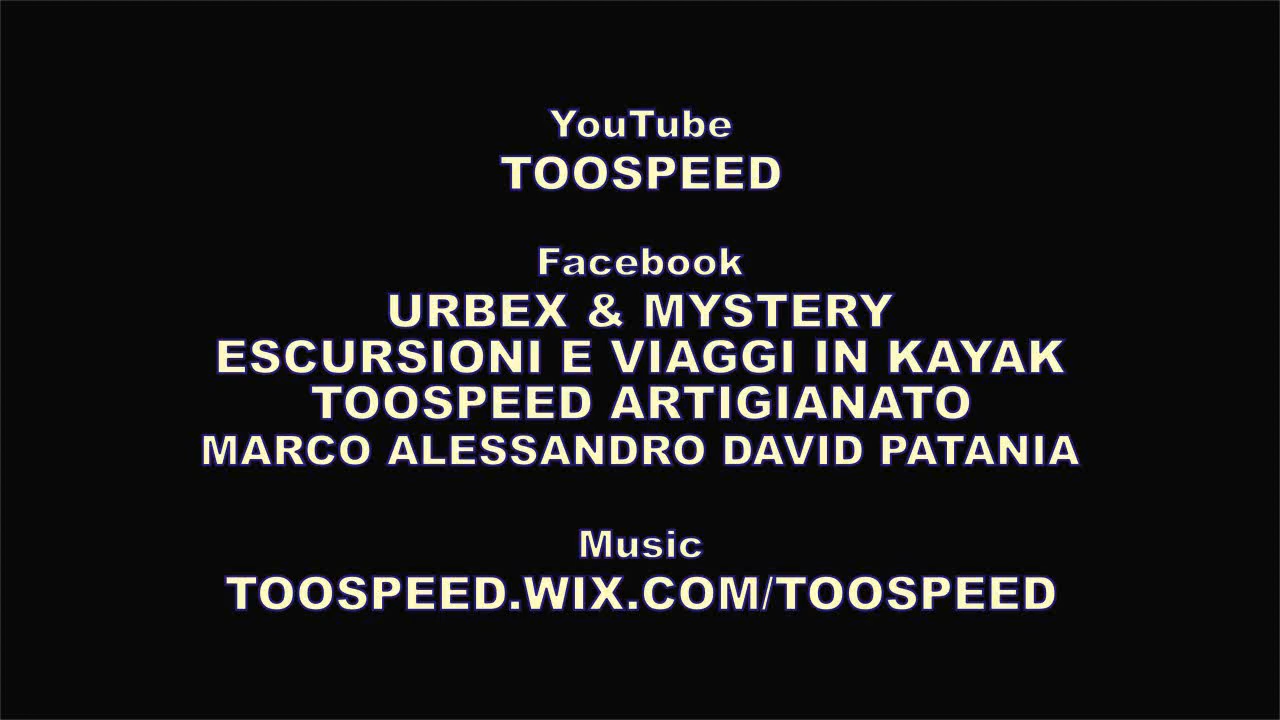 YouTube
TOOSPEED
Facebook
URBEX & MYSTERY
ESCURSIONI E VIAGGI IN KAYAK
TOOSPEED ARTIGIANATO
MARCO ALESSANDRO DAVID PATANIA
Music
TOOSPEED.WIX.COM/TOOSPEED